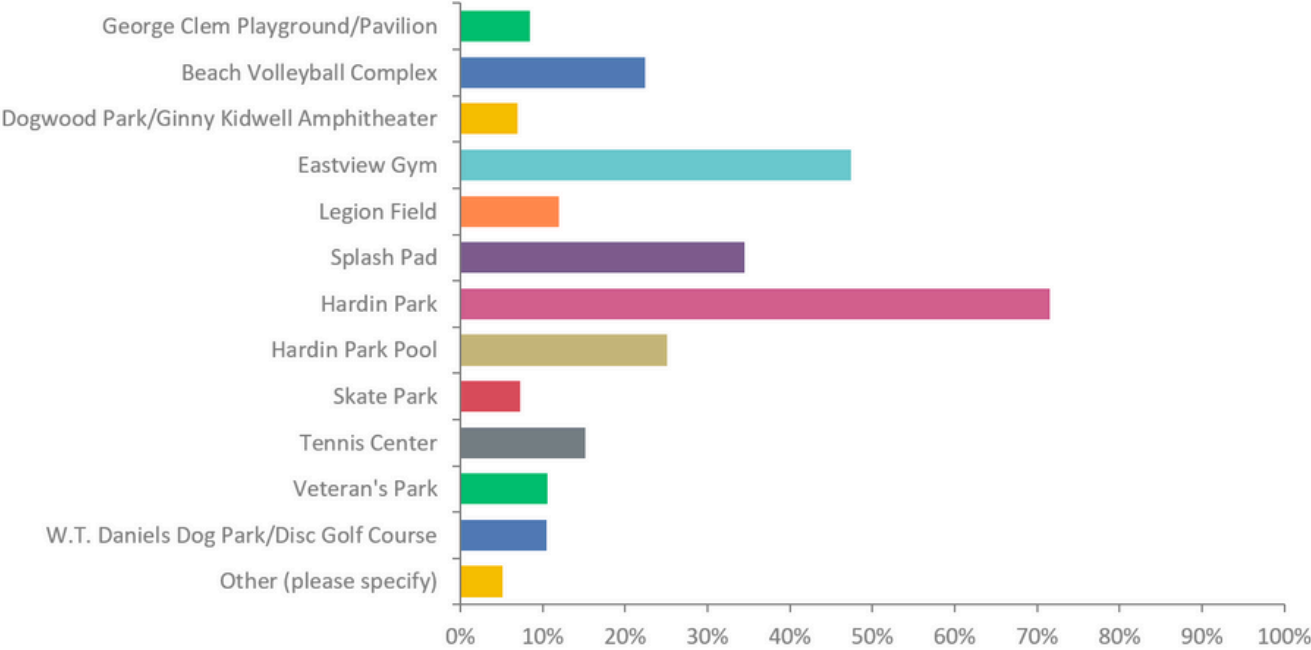 George Clem Playground/Pavilion
Beach Volleyball Complex
Dogwood Park/Ginny Kidwell Amphitheater
Eastview Gym
Legion Field
Splash Pad
Hardin Park
Hardin Park Pool
Skate Park
Tennis Center
Veteran's Park
W.T. Daniels Dog Park/Disc Golf Course
Other (please specify)
0% 10% 20% 30% 40% 50% 60% 70% 80% 90% 100%